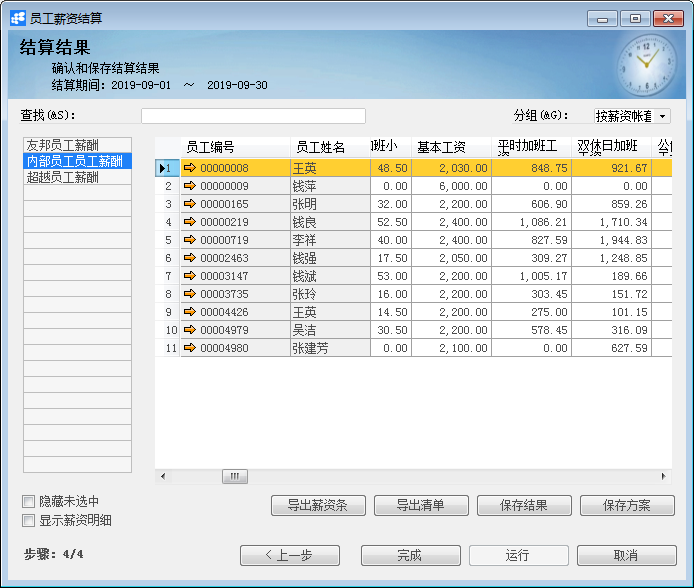 员工薪资结算
结算结果
确认和保存结算结果
结算期间: 2019-09-01 ～ 2019-09-30
查找(&S):
分组(&G): 按薪资帐套
友邦员工薪酬
内部员工员工薪酬
超越员工薪酬
员工编号 员工姓名 班小 基本工资 平时加班工 双休日加班
1 00000008 王英 48.50 2,030.00 848.75 921.67
2 00000009 钱萍 0.00 6,000.00 0.00 0.00
3 00000165 张明 32.00 2,200.00 606.90 859.26
4 00000219 钱良 52.50 2,400.00 1,086.21 1,710.34
5 00000719 李祥 40.00 2,400.00 827.59 1,944.83
6 00002463 钱强 17.50 2,050.00 309.27 1,248.85
7 00003147 钱斌 53.00 2,200.00 1,005.17 189.66
8 00003735 张玲 16.00 2,200.00 303.45 151.72
9 00004426 王英 14.50 2,200.00 275.00 101.15
10 00004979 吴洁 30.50 2,200.00 578.45 316.09
11 00004980 张建芳 0.00 2,100.00 0.00 627.59
隐藏未选中
显示薪资明细
导出薪资条 导出清单 保存结果 保存方案
步骤: 4/4
< 上一步 完成 运行 取消